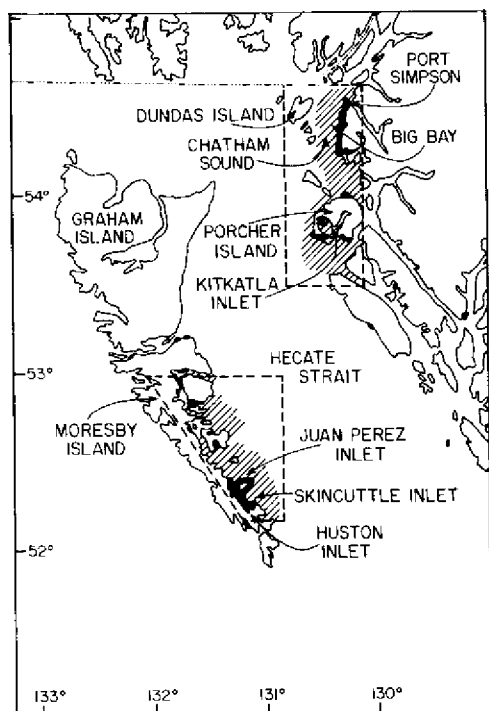 PORT
SIMPSON
DUNDAS ISLAND
CHATHAM
SOUND
BIG BAY
54°
GRAHAM
ISLAND
PORCHER
ISLAND
KITKATLA
INLET
53°
HECATE
STRAIT
MORESBY
ISLAND
JUAN PEREZ
INLET
SKINCUTTLE INLET
HUSTON
INLET
52°
133°
132°
131°
130°